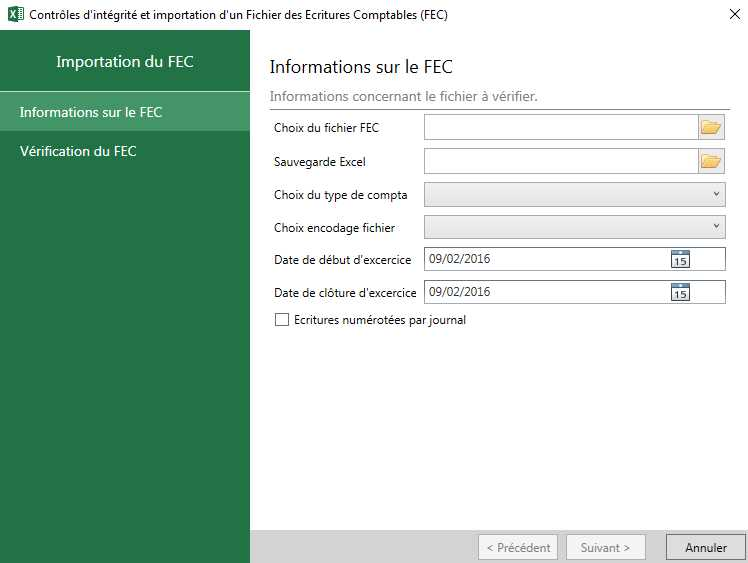 Contrôles d'intégrité et importation d'un Fichier des Ecritures Comptables (FEC)
Importation du FEC
Informations sur le FEC
Vérification du FEC
Informations sur le FEC
Informations concernant le fichier à vérifier.
Choix du fichier FEC
Sauvegarde Excel
Choix du type de compta
Choix encodage fichier
Date de début d'excercice 09/02/2016 15
Date de clôture d'excercice 09/02/2016 15
Ecritures numérotées par journal
< Précédent Suivant > Annuler